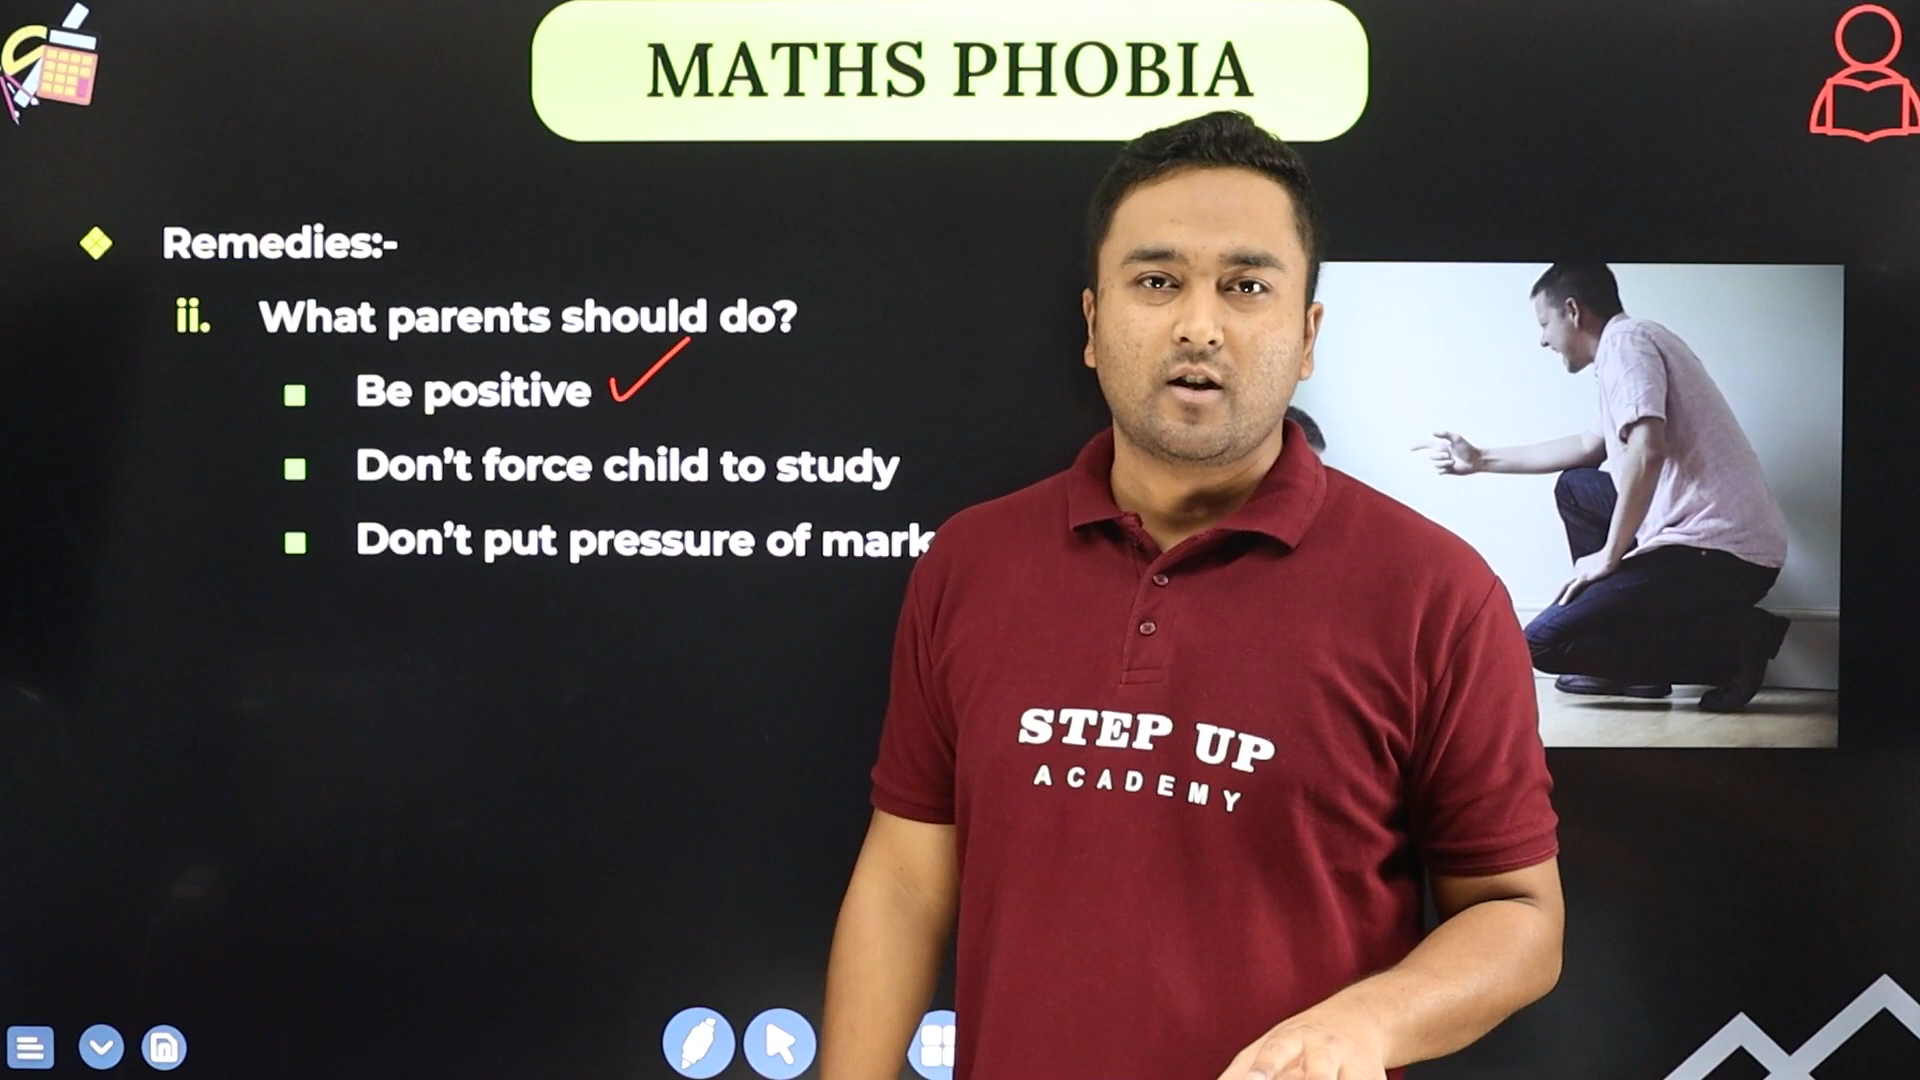 MATHS PHOBIA
Remedies:-
ii. What parents should do?
Be positive
Don't force child to study
Don't put pressure of mark
STEP UP
ACADEMY